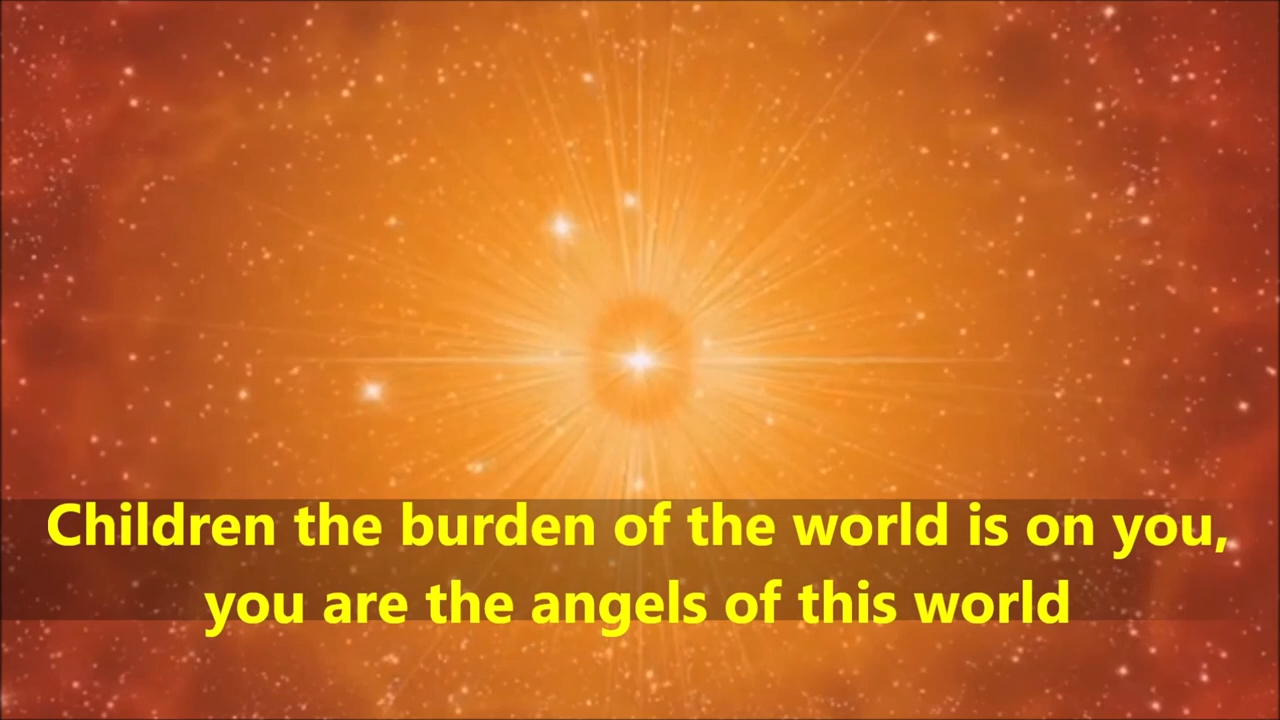 Children the burden of the world is on you,
you are the angels of this world